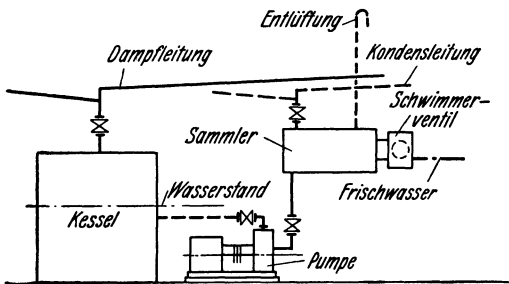 Entlüftung
Dampfleitung
Kondensleitung
Schwimmer-
ventil
Sammler
Wasserstand
Frischwasser
Kessel
Pumpe